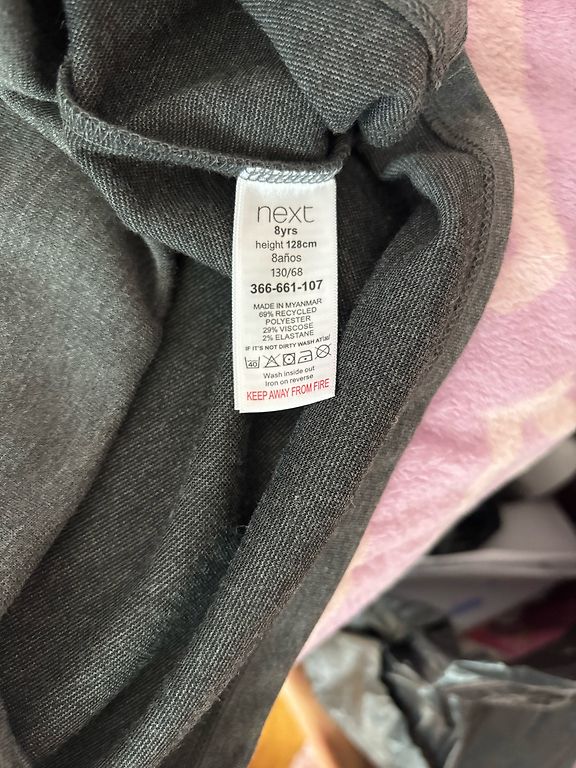 next
8yrs
height 128cm
8años
130/68
366-661-107
MADE IN MYANMAR
69% RECYCLED
POLYESTER
29% VISCOSE
2% ELASTANE
IF IT'S NOT DIRTY WASH AT
40
Wash inside out
Iron on reverse
KEEP AWAY FROM FIRE